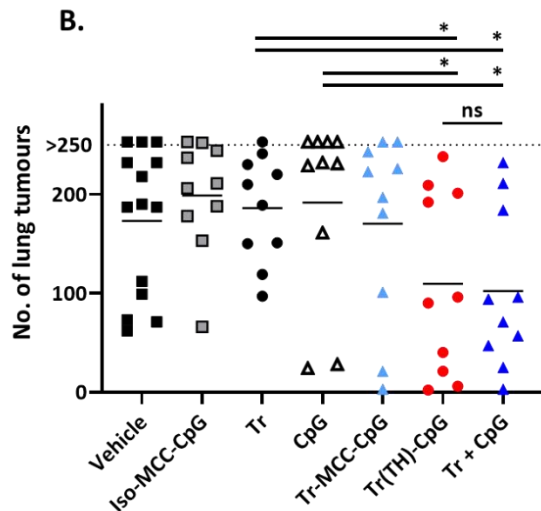 B.
*
*
*
*
ns
No. of lung tumours
>250
200
100
0
Vehicle
Iso-MCC-CpG
Tr
CpG
Tr-MCC-CpG
Tr(TH)-CpG
Tr + CpG